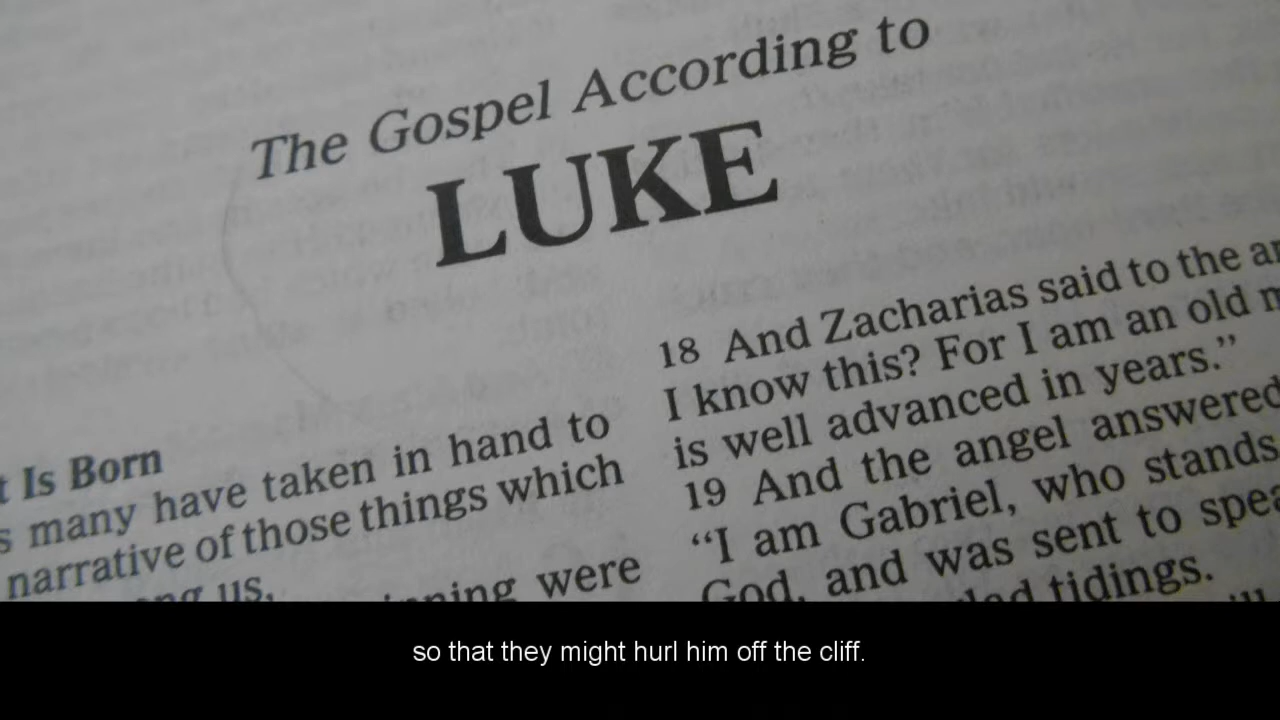 The Gospel According to
LUKE
t Is Born
s many have taken in hand to
narrative of those things which
us,
were
18 And Zacharias said to the
I know this? For I am an old
is well advanced in years.”
19 And the angel answered
“I am Gabriel, who stands
God, and was sent to
tidings.
so that they might hurl him off the cliff.